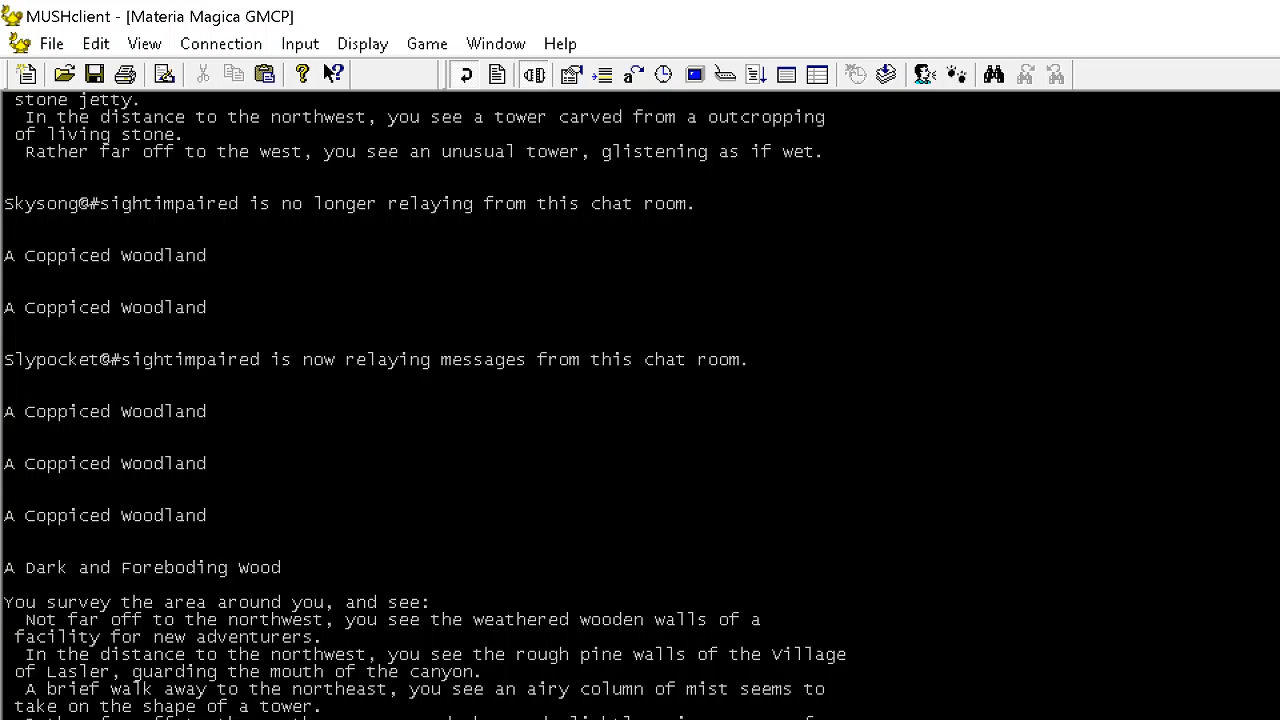 MUSHclient - [Materia Magica GMCP]
File Edit View Connection Input Display Game Window Help
stone jetty.
In the distance to the northwest, you see a tower carved from a outcropping
of living stone.
Rather far off to the west, you see an unusual tower, glistening as if wet.
Skysong@#sightimpaired is no longer relaying from this chat room.
A Coppiced Woodland
A Coppiced Woodland
Slypocket@#sightimpaired is now relaying messages from this chat room.
A Coppiced Woodland
A Coppiced Woodland
A Coppiced Woodland
A Dark and Foreboding Wood
You survey the area around you, and see:
Not far off to the northwest, you see the weathered wooden walls of a
facility for new adventurers.
In the distance to the northwest, you see the rough pine walls of the Village
of Lasler, guarding the mouth of the canyon.
A brief walk away to the northeast, you see an airy column of mist seems to
take on the shape of a tower.